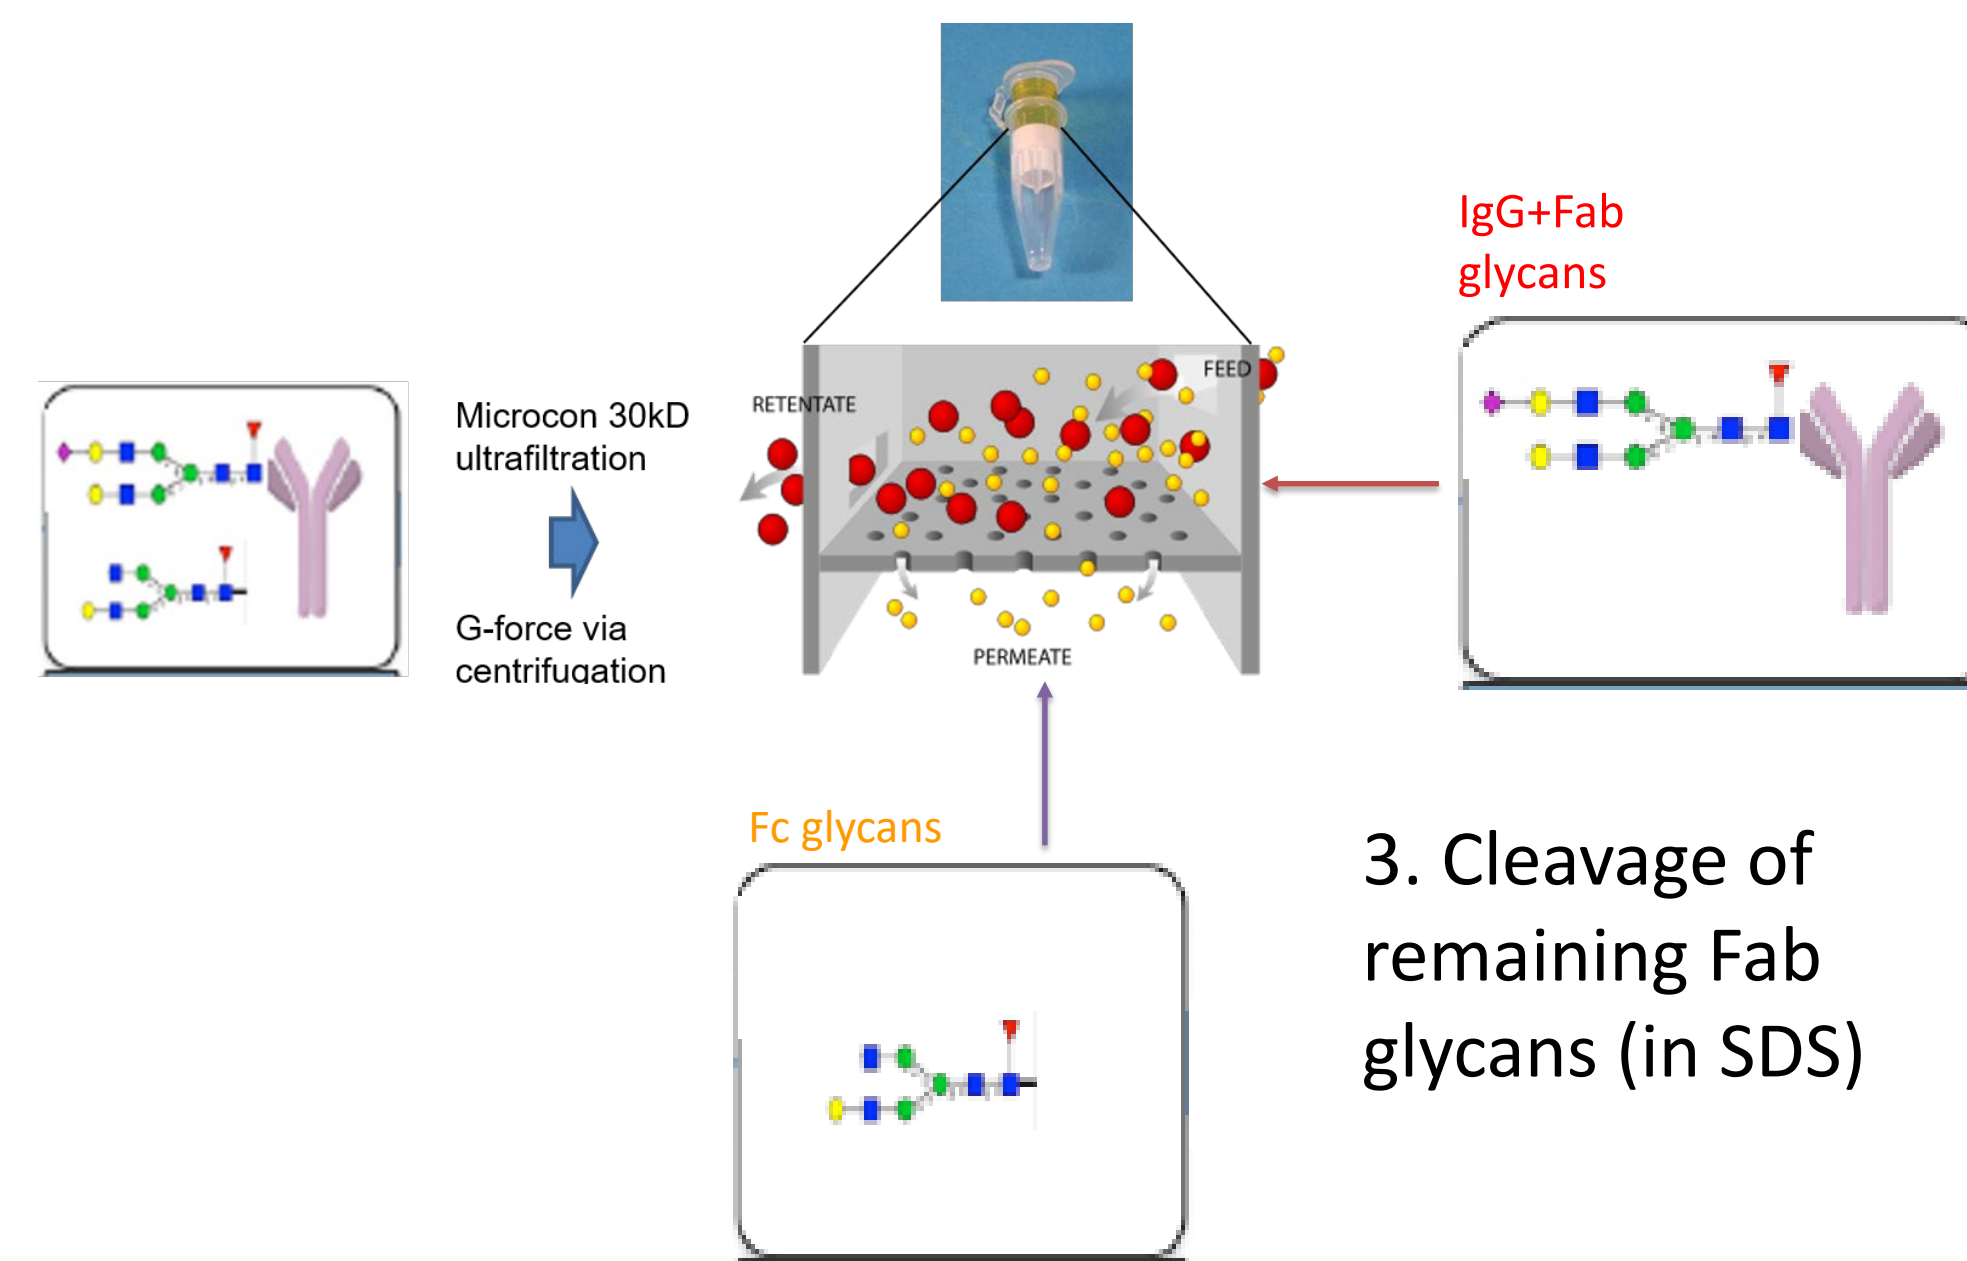 IgG+Fab
glycans
FEED
RETENTATE
Microcon 30kD
ultrafiltration
G-force via
centrifugation
PERMEATE
Fc glycans
3. Cleavage of
remaining Fab
glycans (in SDS)